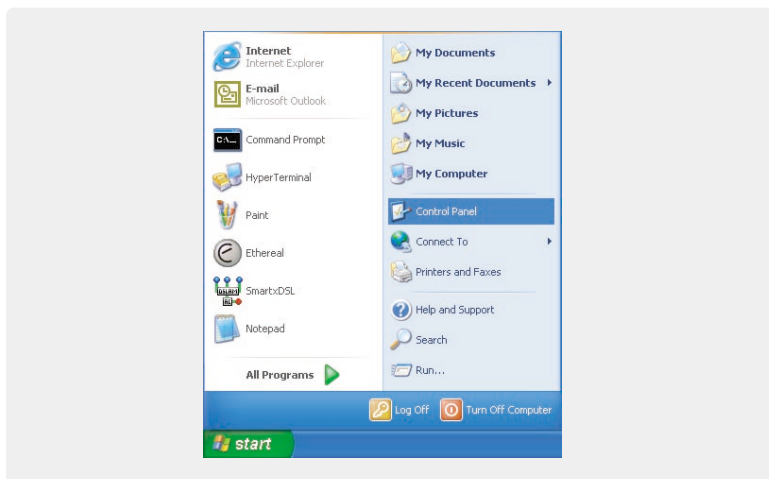 Internet
Internet Explorer
E-mail
Microsoft Outlook
C:\_
Command Prompt
HyperTerminal
Paint
Ethereal
DSLAM
SmartxDSL
Notepad
All Programs
My Documents
My Recent Documents
My Pictures
My Music
My Computer
Control Panel
Connect To
Printers and Faxes
Help and Support
Search
Run...
Log Off
Turn Off Computer
start